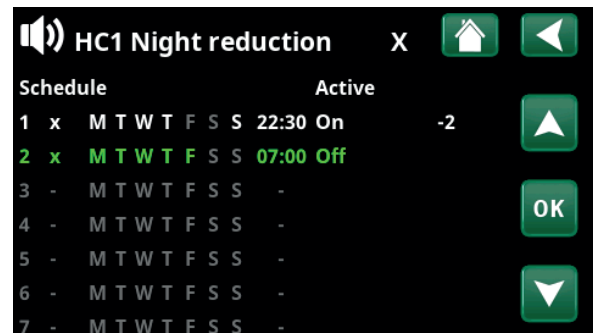 HC1 Night reduction X
Schedule Active
1 x M T W T F S S 22:30 On -2
2 x M T W T F S S 07:00 Off
3 - M T W T F S S -
4 - M T W T F S S -
OK
5 - M T W T F S S -
6 - M T W T F S S -
7 - M T W T F S S -